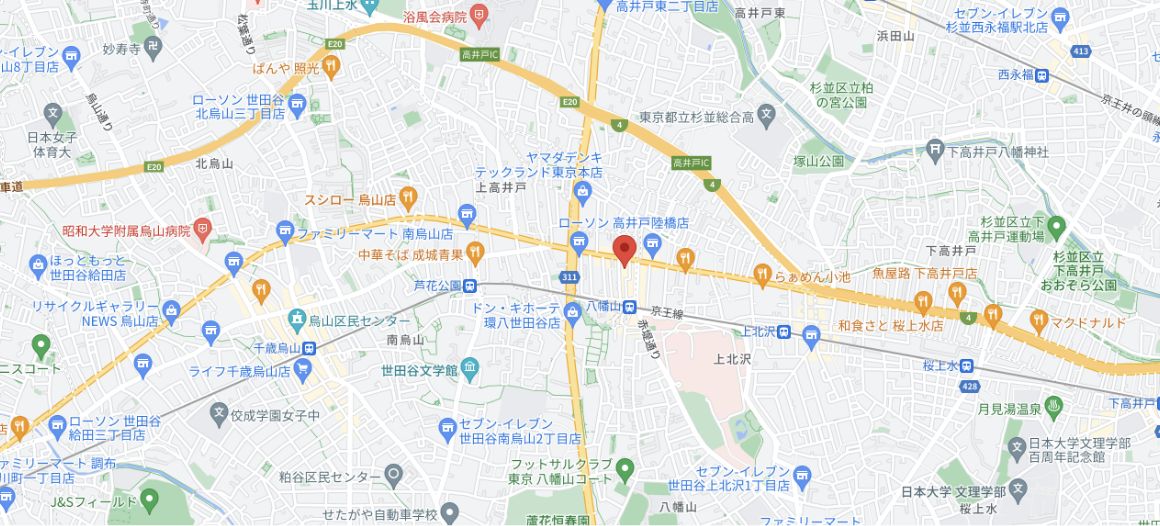 玉川上水
浴風会病院
高井戸東二丁目店
高井戸東
セブン-イレブン
杉並西永福駅北店
浜田山
413
松葉通り
E20
妙寿寺
高井戸IC
ぱんや 照光
西永福
山8丁目店
杉並区立柏
の宮公園
京王井の頭線
烏山通り
ローソン 世田谷
北烏山三丁目店
E20
4
東京都立杉並総合高
日本女子
体育大
北烏山
E20
ヤマダデンキ
テックランド東京本店
上高井戸
高井戸IC
4
塚山公園
下高井戸八幡神社
車道
スシロー 烏山店
昭和大学附属烏山病院
ファミリーマート 南烏山店
ローソン 高井戸陸橋店
杉並区立下
高井戸運動場
下高井戸
ほっともっと
世田谷給田店
中華そば 成城青果
杉並区立
下高井戸
おおぞら公園
芦花公園
311
らぁめん小池
魚屋路 下高井戸店
リサイクルギャラリー
NEWS 烏山店
烏山区民センター
ドン・キホーテ
環八世田谷店
八幡山
京王線
4
和食さと 桜上水店
マクドナルド
赤堤通り
上北沢
南烏山
千歳烏山
ニスコート
ライフ千歳烏山店
世田谷文学館
上北沢
桜上水
428
下高井戸
佼成学園女子中
月見湯温泉
ローソン 世田谷
給田三丁目店
セブン-イレブン
世田谷南烏山2丁目店
日本大学文理学部
百周年記念館
ァミリーマート 調布
川町一丁目店
粕谷区民センター
フットサルクラブ
東京 八幡山コート
セブン-イレブン
世田谷上北沢1丁目店
日本大学 文理学部
桜上水
J&Sフィールド
せたがや自動車学校
蘆花恒春園
八幡山
ファミリーマート